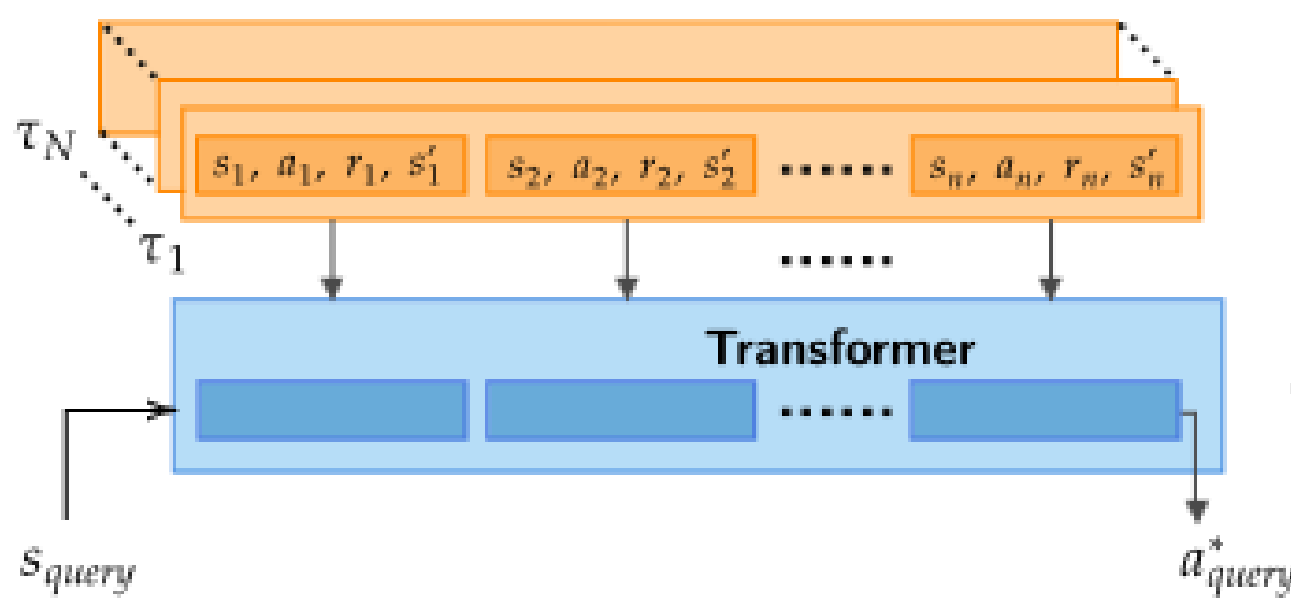 τ_N
s_1, a_1, r_1, s'_1
s_2, a_2, r_2, s'_2
......
s_n, a_n, r_n, s'_n
τ_1
......
Transformer
......
s_query
a*_query